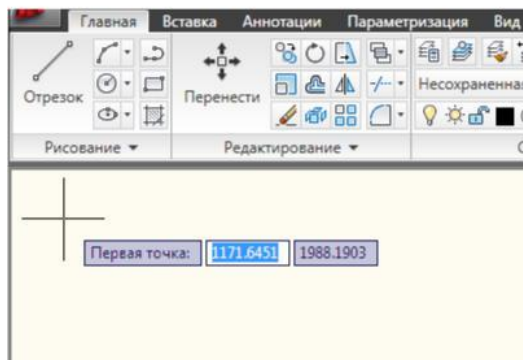 Главная Вставка Аннотации Параметризация Вид
Отрезок Перенести Несохраненна
Рисование Редактирование
Первая точка: 1171.6451 1988.1903